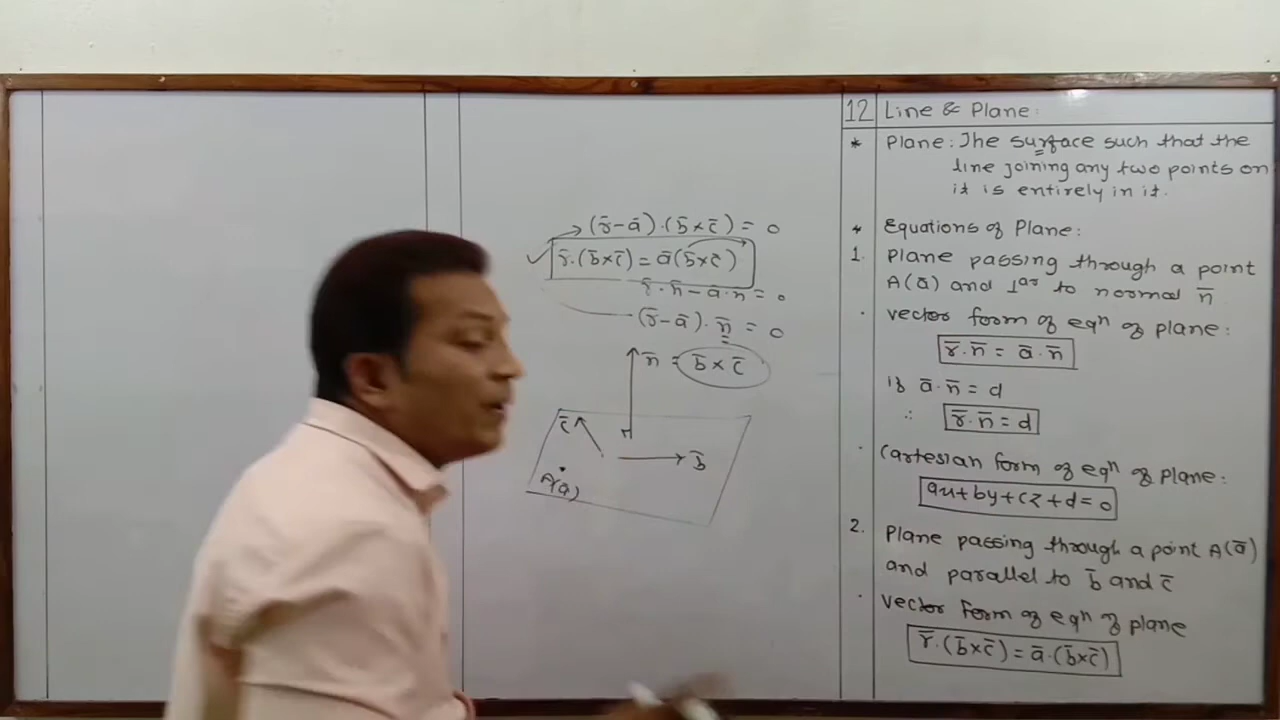 (r̄-ā).(b̄×c̄) = 0
r̄.(b̄×c̄) = ā(b̄×c̄)
r̄.n̄ - ā.n = 0
(r̄-ā).n̄ = 0
n̄ = b̄×c̄
c̄
b̄
A(ā)
12 Line & Plane:
* Plane: The surface such that the
line joining any two points on
it is entirely in it.
* Equations of Plane:
1. Plane passing through a point
A(ā) and ⊥ar to normal n̄
. vector form of eqn of plane:
r̄.n̄ = ā.n̄
if ā.n̄ = d
∴ r̄.n̄ = d
. Cartesian form of eqn of plane:
ax+by+cz+d=0
2. Plane passing through a point A(ā)
and parallel to b̄ and c̄
. Vector form of eqn of plane
r̄.(b̄×c̄) = ā.(b̄×c̄)